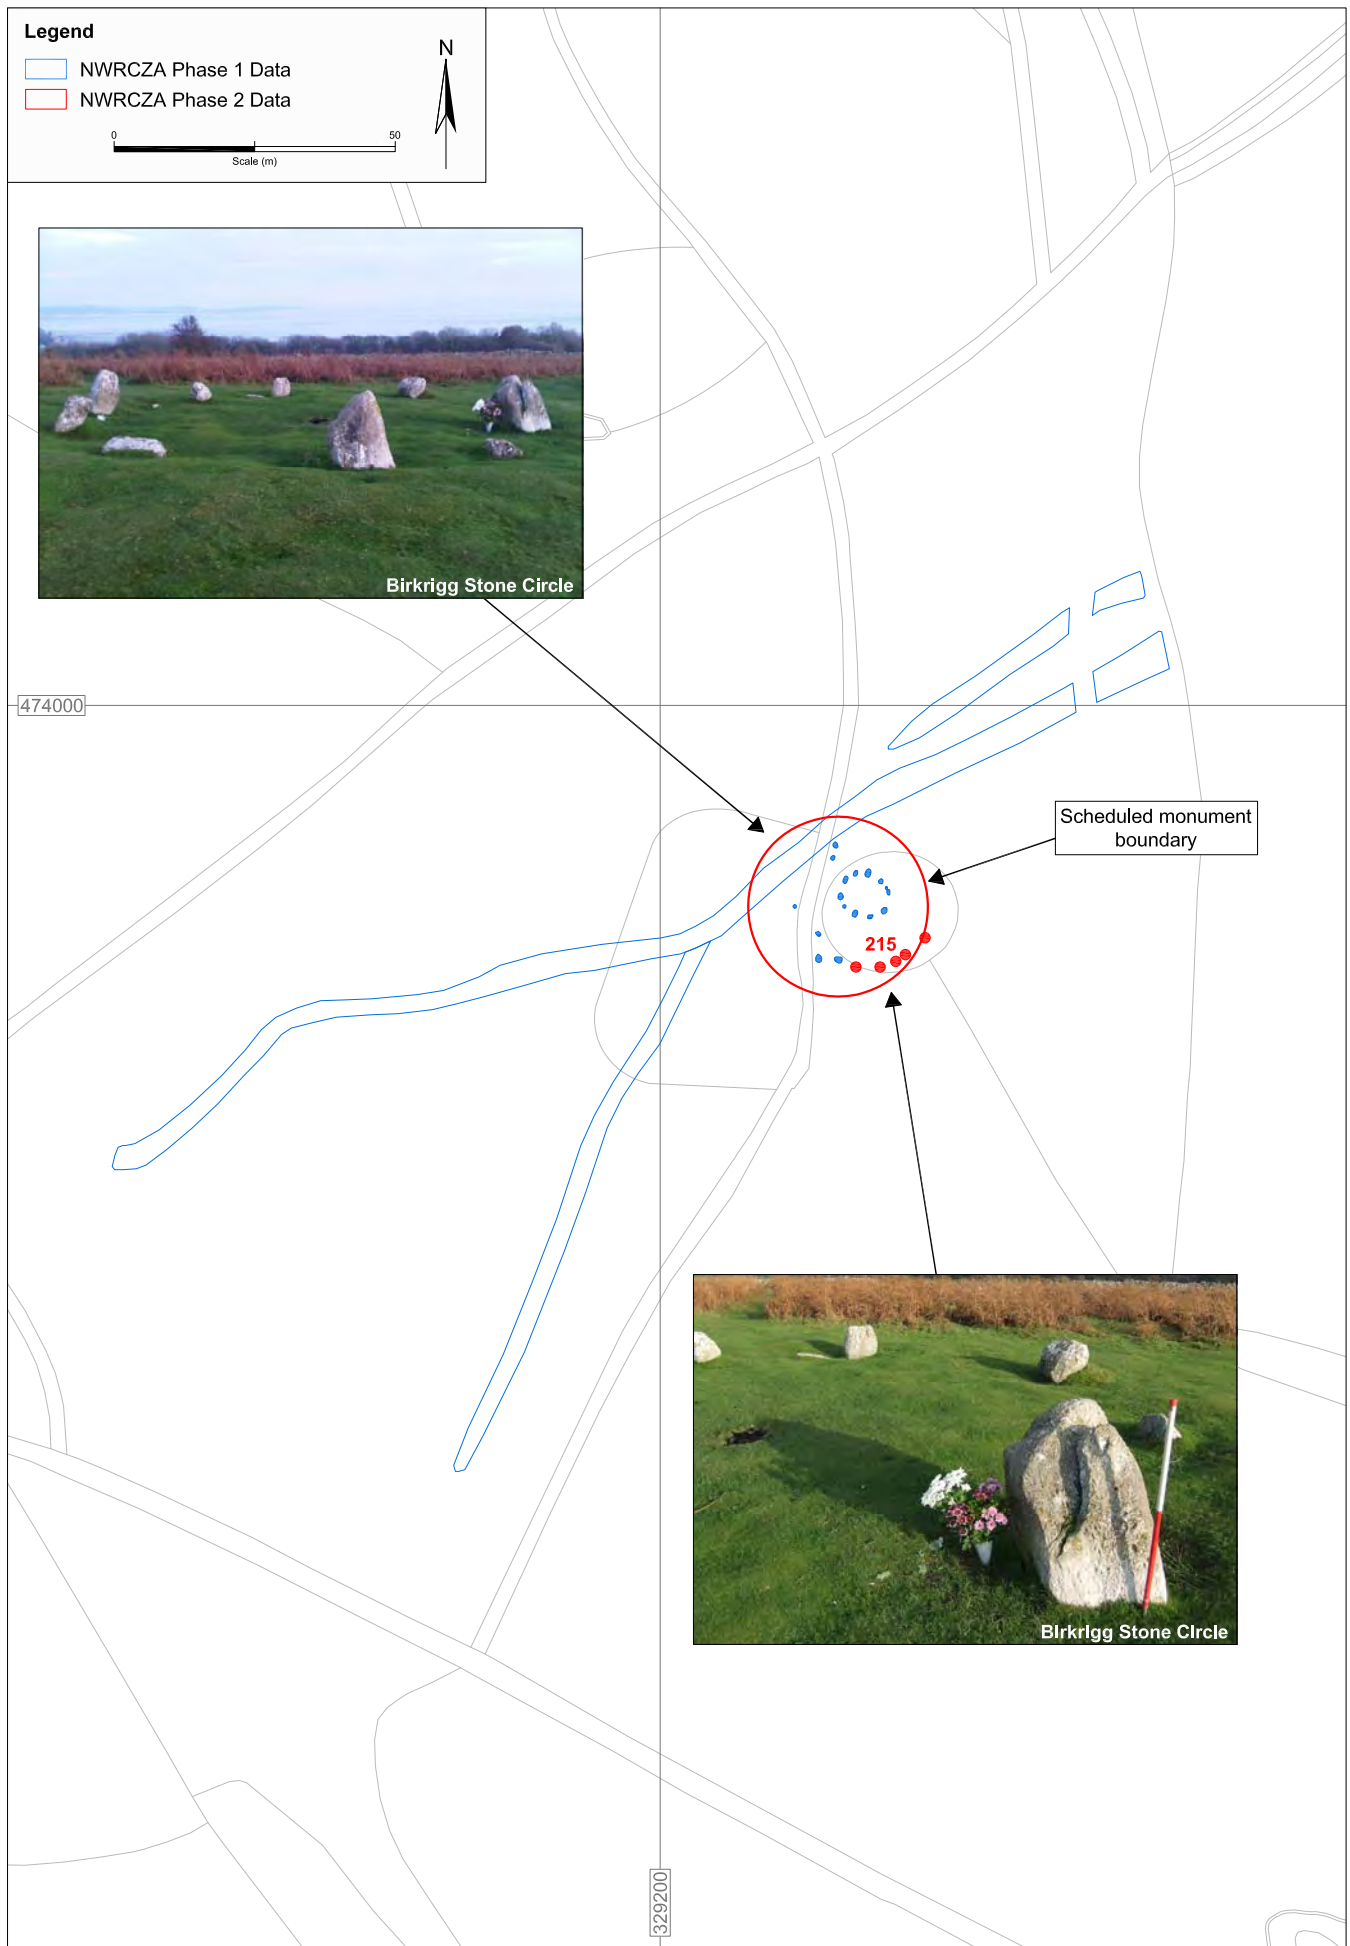 Legend
N
NWRCZA Phase 1 Data
NWRCZA Phase 2 Data
0 50
Scale (m)
Birkrigg Stone Circle
474000
Scheduled monument
boundary
215
Birkrigg Stone Circle
329200